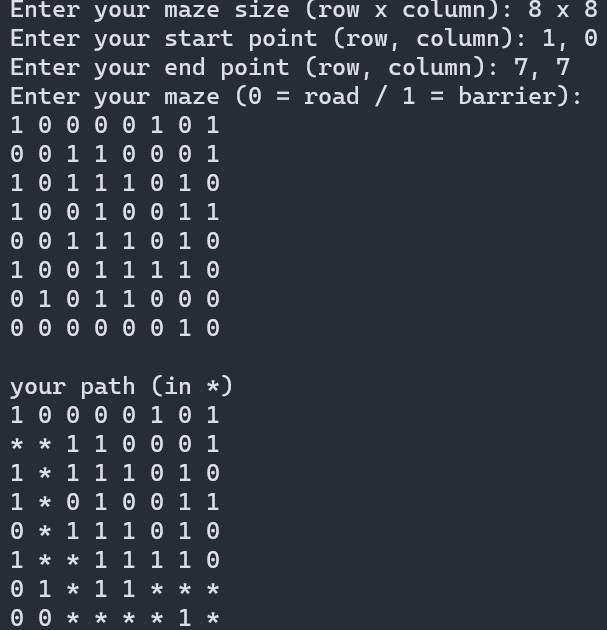 Enter your maze size (row x column): 8 x 8
Enter your start point (row, column): 1, 0
Enter your end point (row, column): 7, 7
Enter your maze (0 = road / 1 = barrier):
1 0 0 0 0 1 0 1
0 0 1 1 0 0 0 1
1 0 1 1 1 0 1 0
1 0 0 1 0 0 1 1
0 0 1 1 1 0 1 0
1 0 0 1 1 1 1 0
0 1 0 1 1 0 0 0
0 0 0 0 0 0 1 0
your path (in *)
1 0 0 0 0 1 0 1
* * 1 1 0 0 0 1
1 * 1 1 1 0 1 0
1 * 0 1 0 0 1 1
0 * 1 1 1 0 1 0
1 * * 1 1 1 1 0
0 1 * 1 1 * * *
0 0 * * * * 1 *